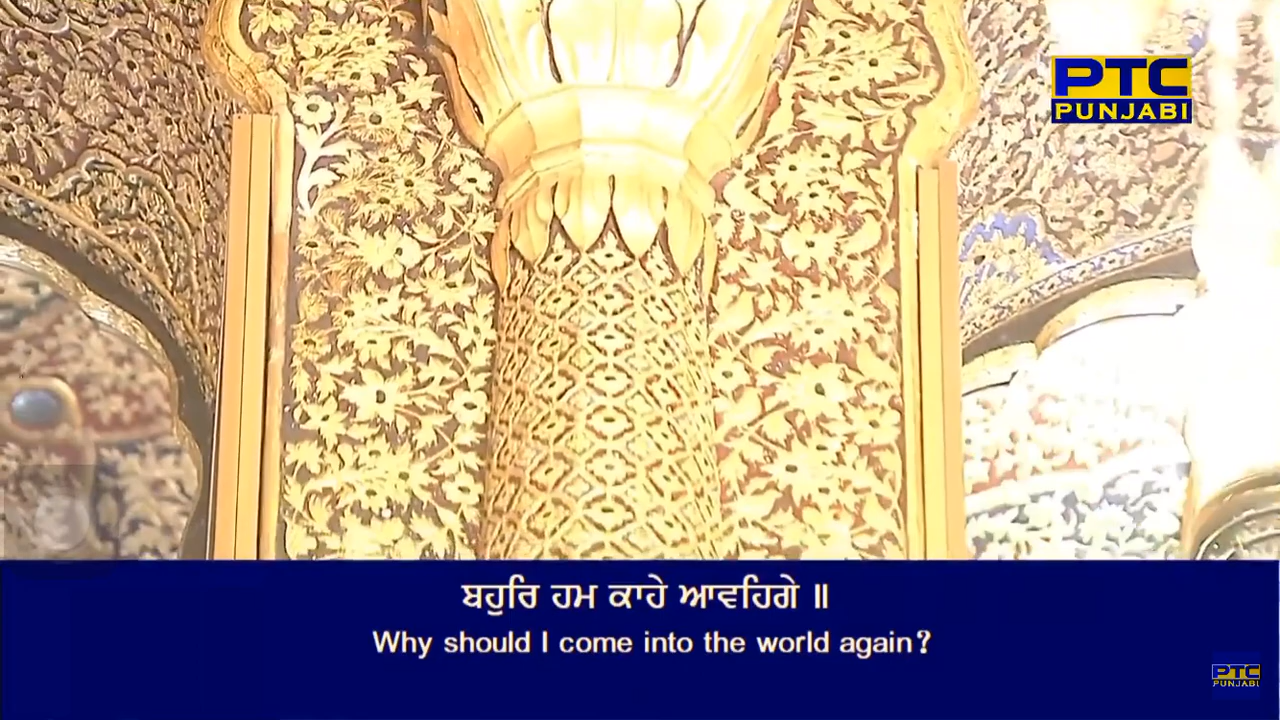 PTC
PUNJABI
ਬਹੁਰਿ ਹਮ ਕਾਹੇ ਆਵਹਿਗੇ ॥
Why should I come into the world again?
PTC
PUNJABI